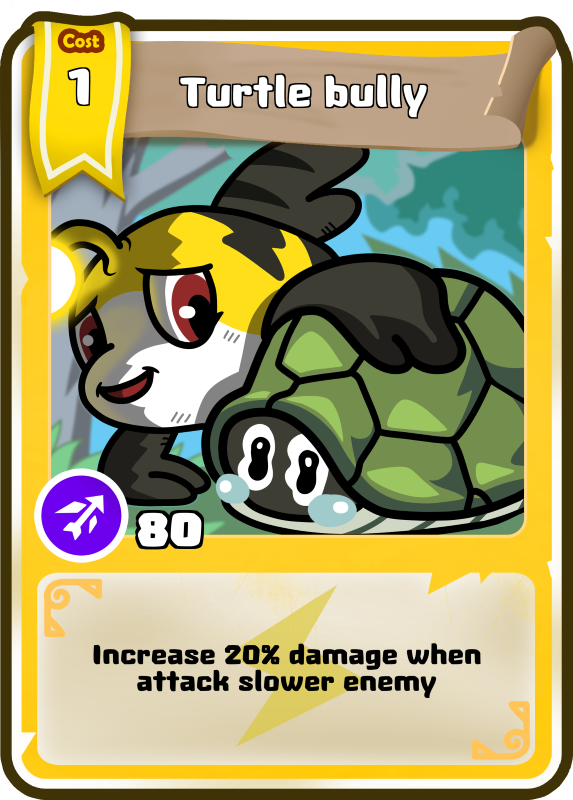 Cost
1
Turtle bully
80
Increase 20% damage when
attack slower enemy